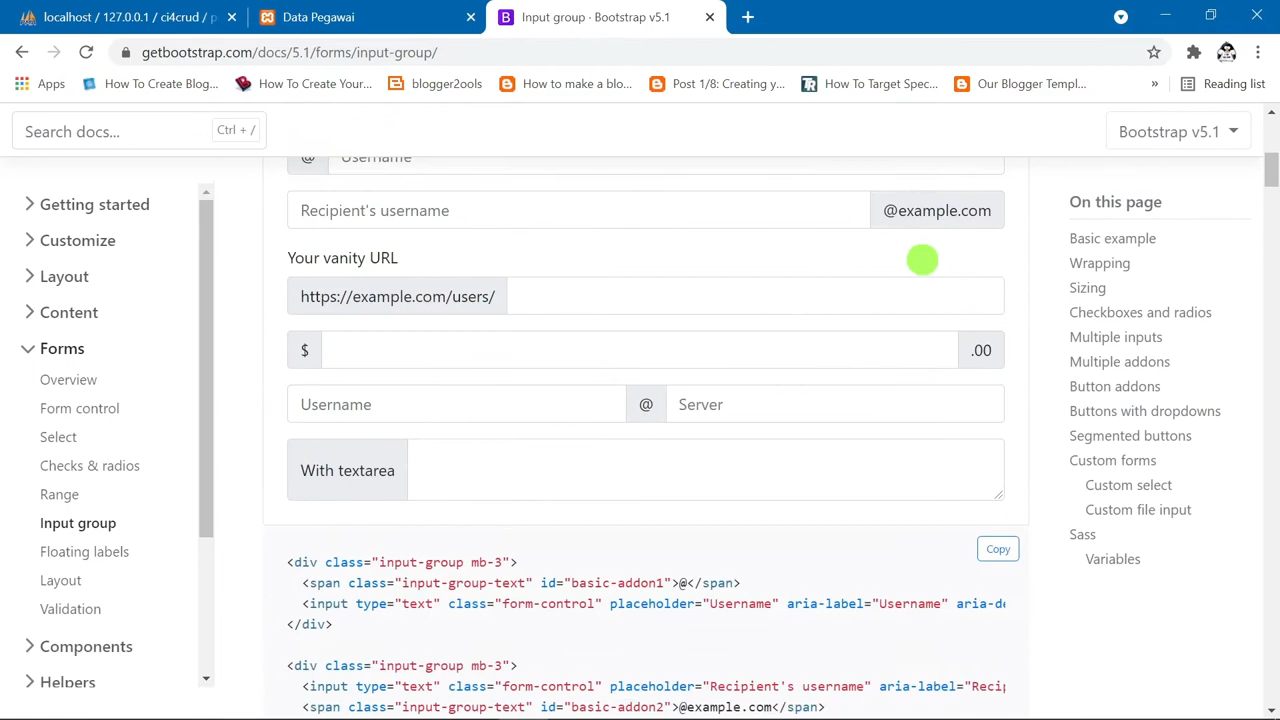 localhost / 127.0.0.1 / ci4crud / p
Data Pegawai
Input group · Bootstrap v5.1
getbootstrap.com/docs/5.1/forms/input-group/
Apps
How To Create Blog...
How To Create Your...
blogger2ools
How to make a blo...
Post 1/8: Creating y...
How To Target Spec...
Our Blogger Templ...
»
Reading list
Search docs...
Ctrl + /
Bootstrap v5.1
Getting started
Customize
Layout
Content
Forms
Overview
Form control
Select
Checks & radios
Range
Input group
Floating labels
Layout
Validation
Components
Helpers
@ Username
Recipient's username @example.com
Your vanity URL
https://example.com/users/
$ .00
Username @ Server
With textarea
Copy
<div class="input-group mb-3">
<span class="input-group-text" id="basic-addon1">@</span>
<input type="text" class="form-control" placeholder="Username" aria-label="Username" aria-de
</div>
<div class="input-group mb-3">
<input type="text" class="form-control" placeholder="Recipient's username" aria-label="Recip
<span class="input-group-text" id="basic-addon2">@example.com</span>
On this page
Basic example
Wrapping
Sizing
Checkboxes and radios
Multiple inputs
Multiple addons
Button addons
Buttons with dropdowns
Segmented buttons
Custom forms
Custom select
Custom file input
Sass
Variables